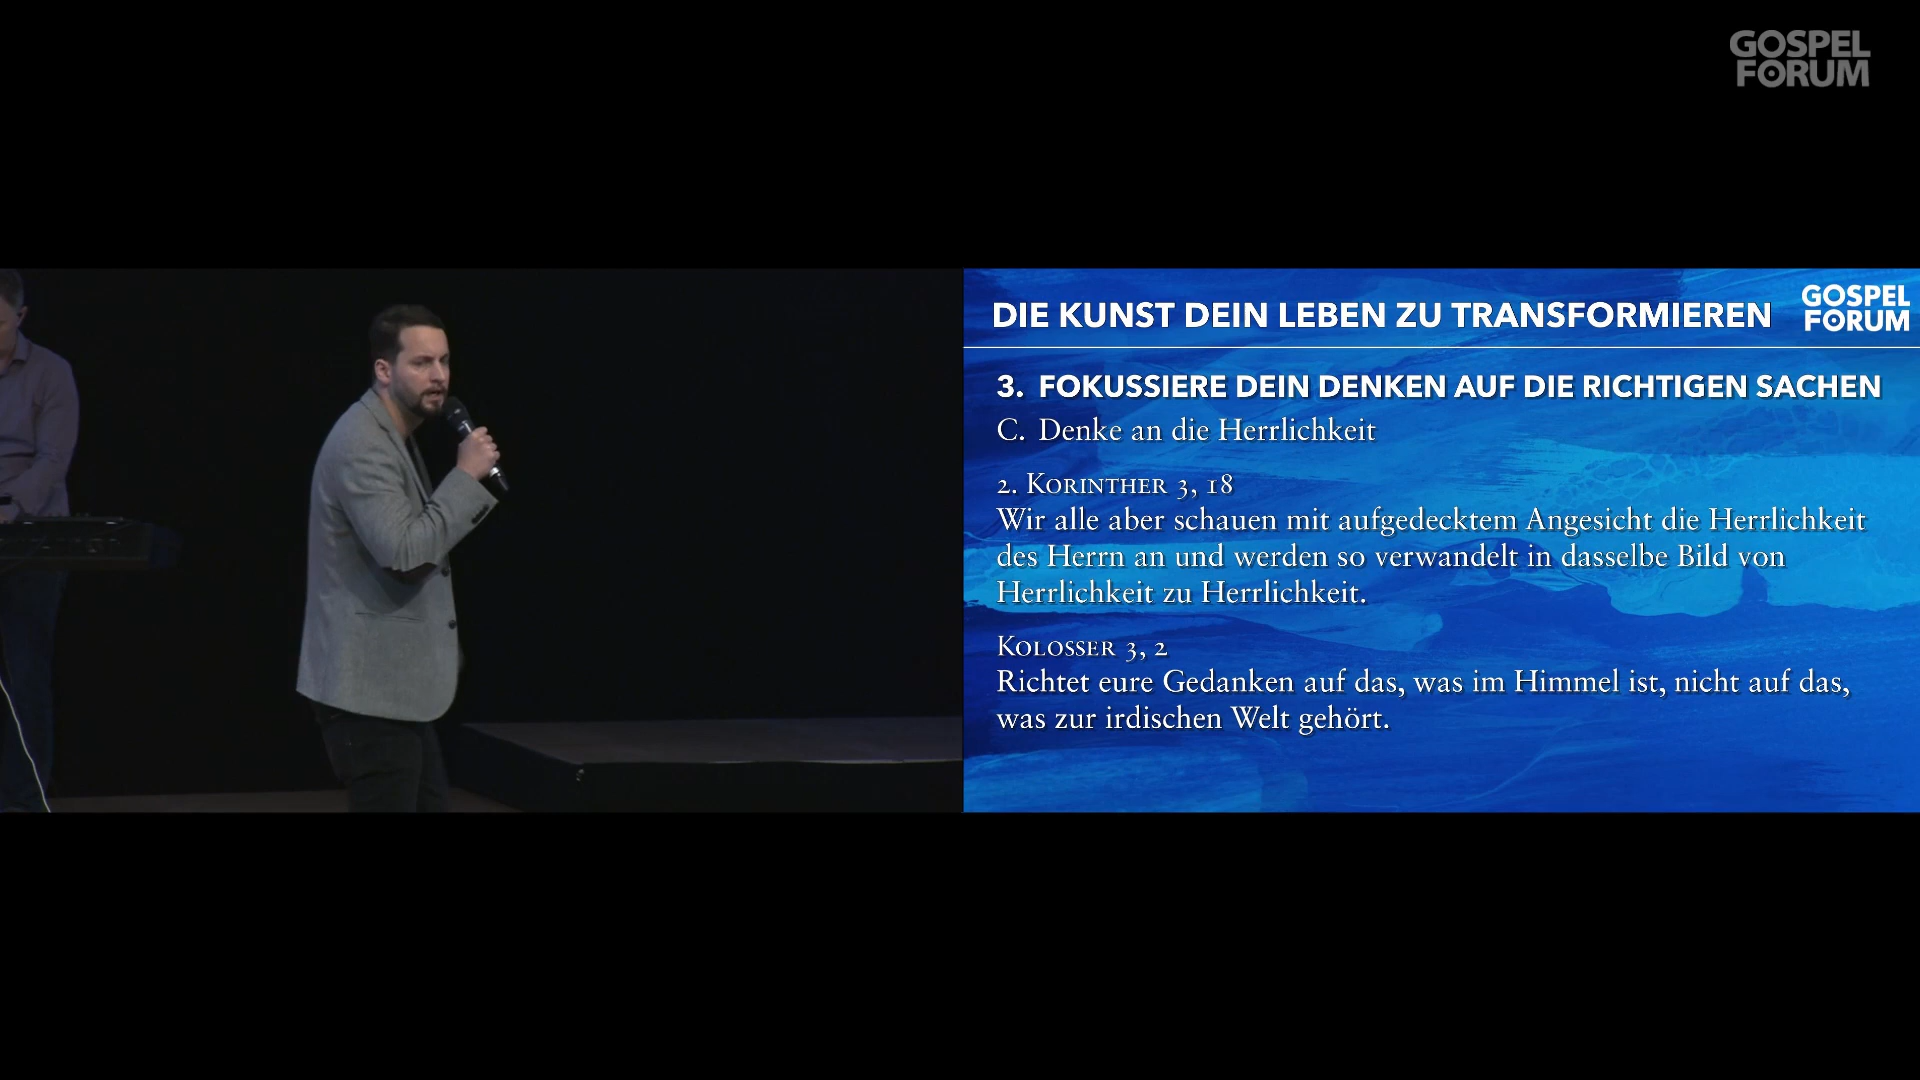 GOSPEL
FORUM
DIE KUNST DEIN LEBEN ZU TRANSFORMIEREN
GOSPEL
FORUM
3. FOKUSSIERE DEIN DENKEN AUF DIE RICHTIGEN SACHEN
C. Denke an die Herrlichkeit
2. Korinther 3, 18
Wir alle aber schauen mit aufgedecktem Angesicht die Herrlichkeit
des Herrn an und werden so verwandelt in dasselbe Bild von
Herrlichkeit zu Herrlichkeit.
Kolosser 3, 2
Richtet eure Gedanken auf das, was im Himmel ist, nicht auf das,
was zur irdischen Welt gehört.